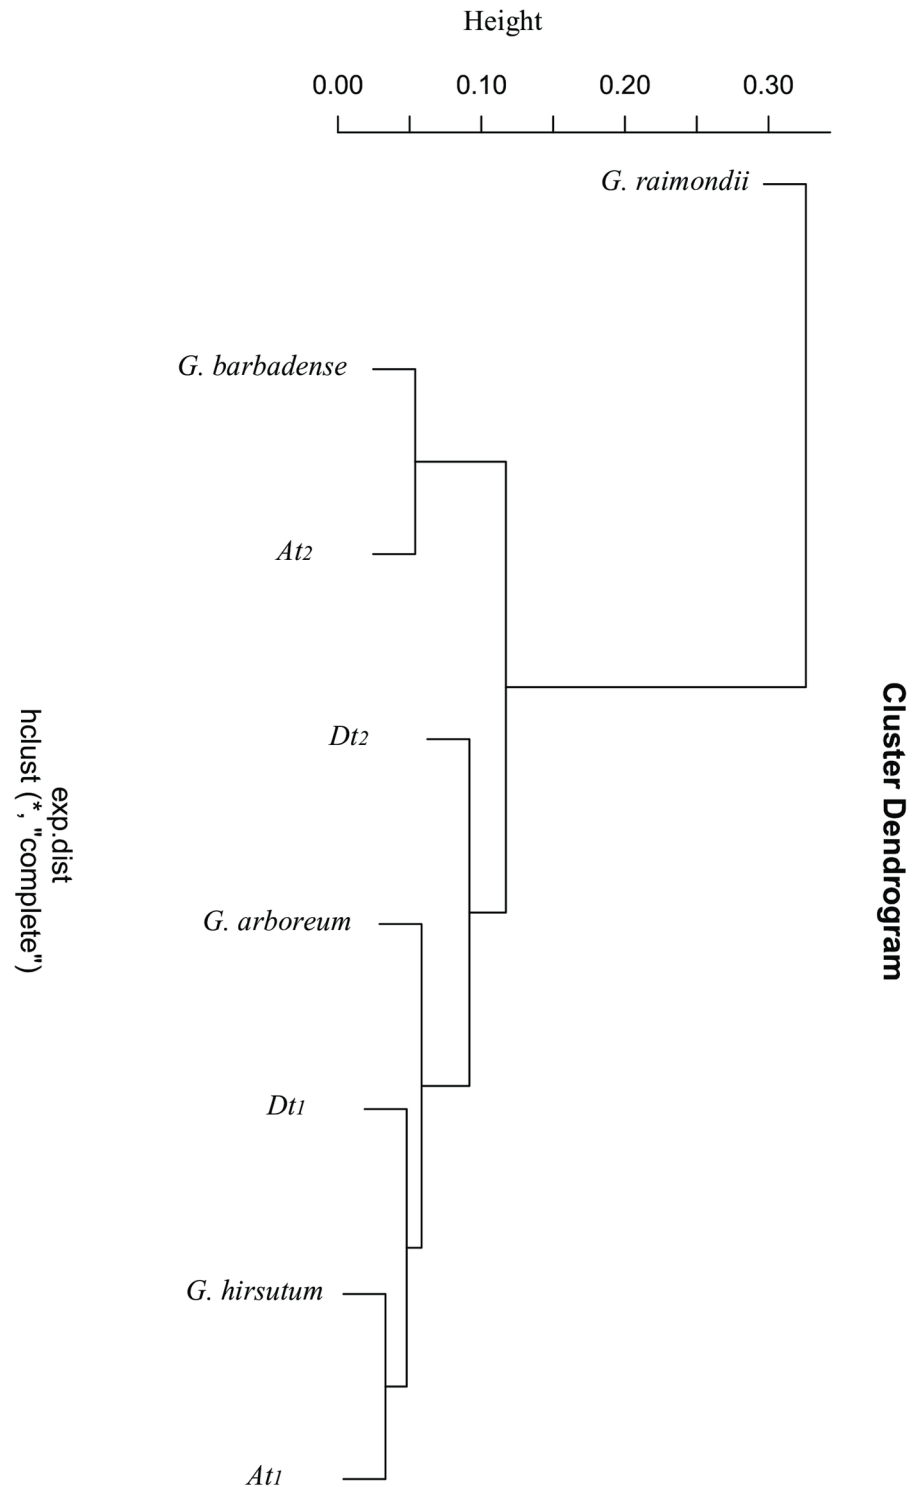 Height
0.00 0.10 0.20 0.30
G. raimondii
G. barbadense
At2
Dt2
G. arboreum
Dt1
G. hirsutum
At1
Cluster Dendrogram
exp.dist
hclust (*, "complete")